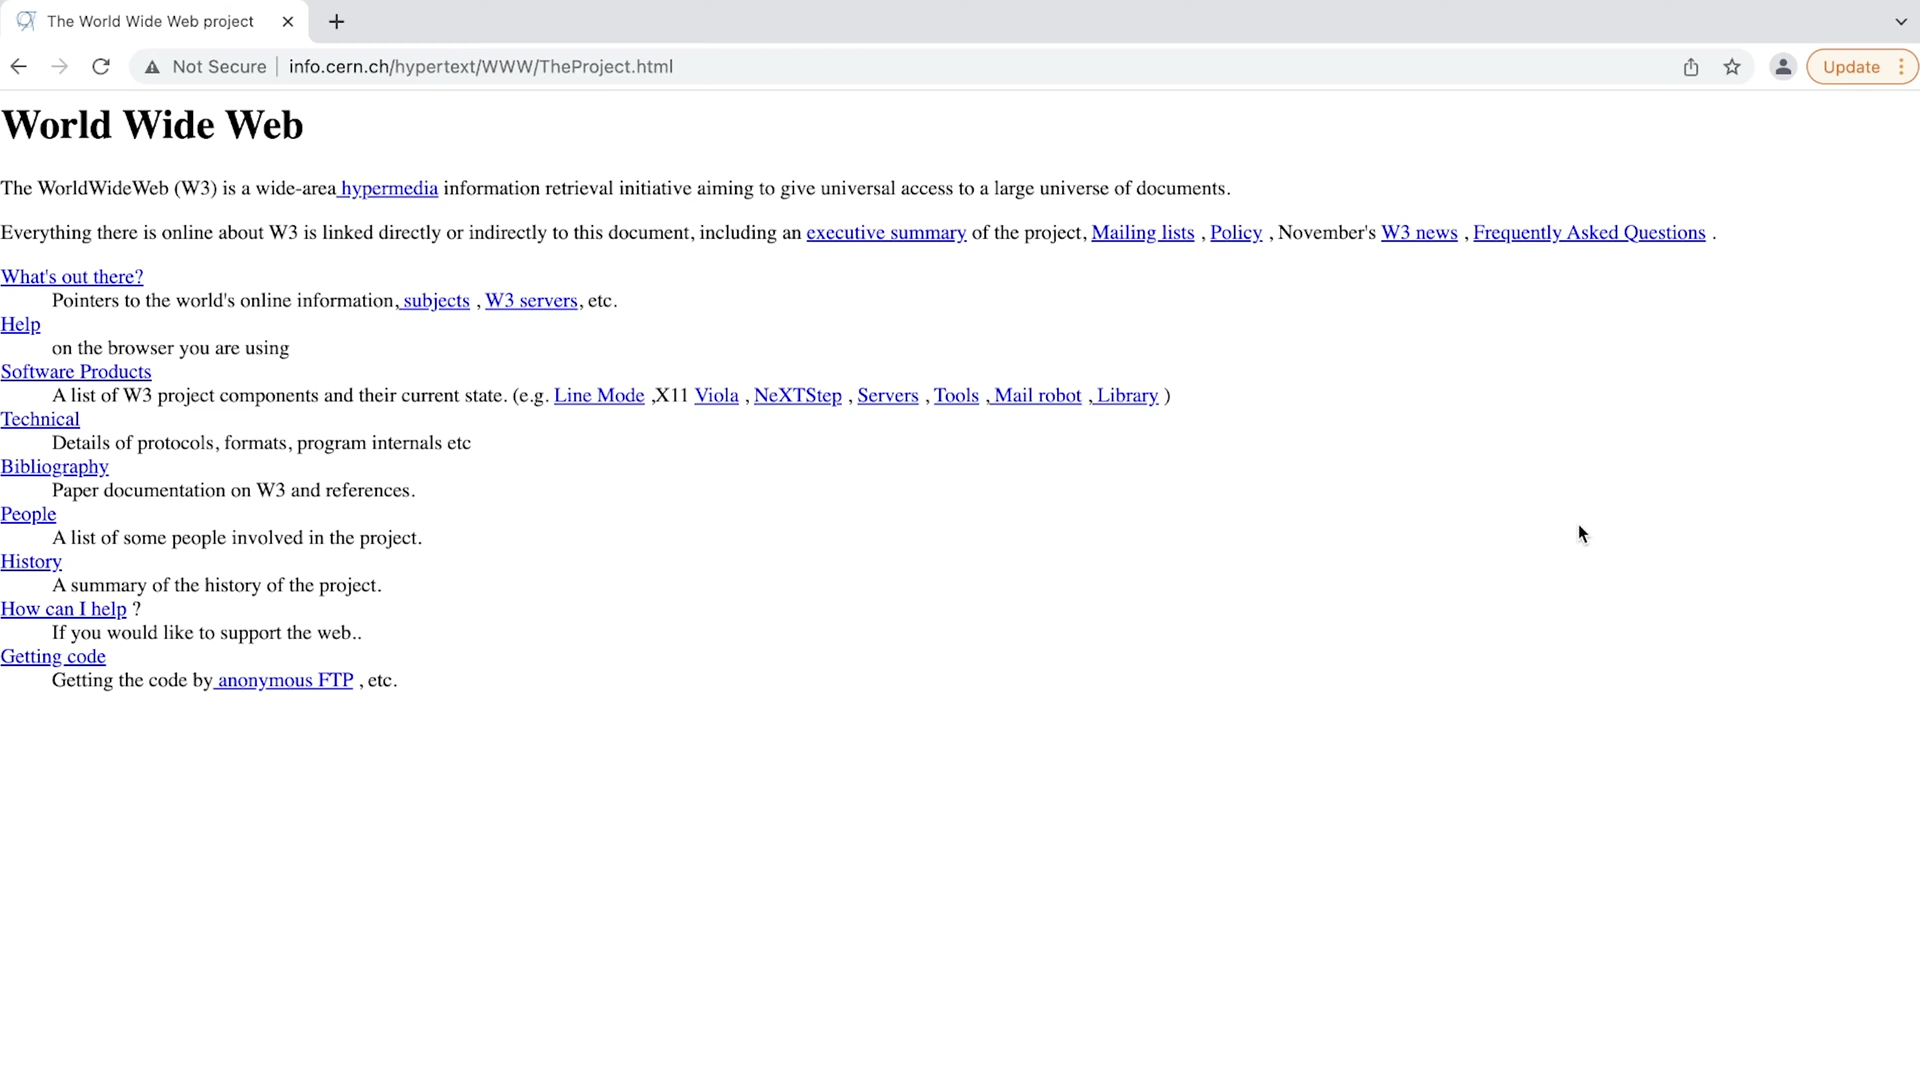 The World Wide Web project
Not Secure info.cern.ch/hypertext/WWW/TheProject.html Update
World Wide Web
The WorldWideWeb (W3) is a wide-area hypermedia information retrieval initiative aiming to give universal access to a large universe of documents.
Everything there is online about W3 is linked directly or indirectly to this document, including an executive summary of the project, Mailing lists , Policy , November's W3 news , Frequently Asked Questions .
What's out there?
Pointers to the world's online information, subjects , W3 servers, etc.
Help
on the browser you are using
Software Products
A list of W3 project components and their current state. (e.g. Line Mode ,X11 Viola , NeXTStep , Servers , Tools , Mail robot , Library )
Technical
Details of protocols, formats, program internals etc
Bibliography
Paper documentation on W3 and references.
People
A list of some people involved in the project.
History
A summary of the history of the project.
How can I help ?
If you would like to support the web..
Getting code
Getting the code by anonymous FTP , etc.